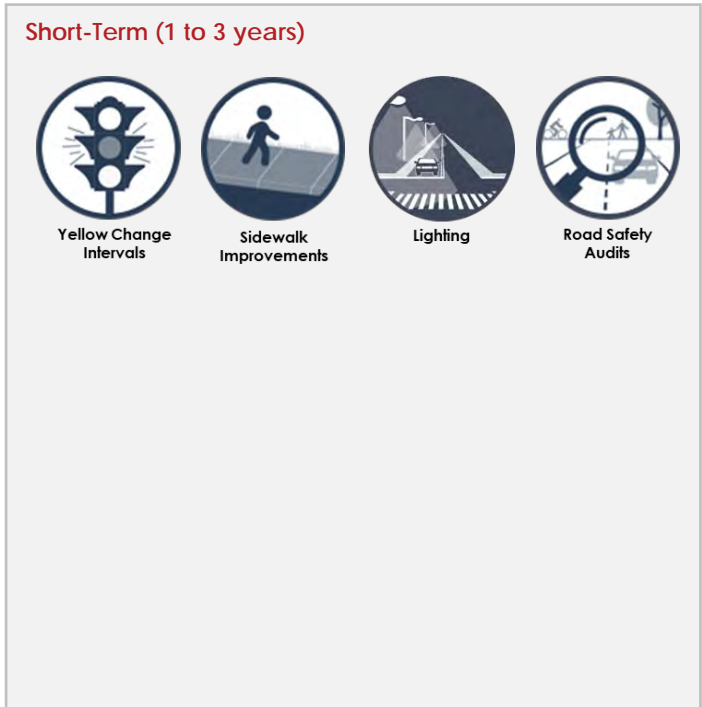 Short-Term (1 to 3 years)
Yellow Change
Intervals
Sidewalk
Improvements
Lighting
Road Safety
Audits